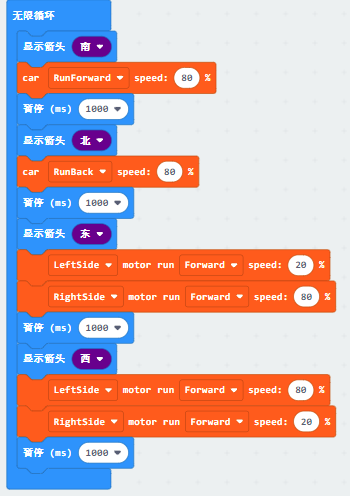 无限循环
显示箭头 南
car RunForward speed: 80 %
暂停 (ms) 1000
显示箭头 北
car RunBack speed: 80 %
暂停 (ms) 1000
显示箭头 东
LeftSide motor run Forward speed: 20 %
RightSide motor run Forward speed: 80 %
暂停 (ms) 1000
显示箭头 西
LeftSide motor run Forward speed: 80 %
RightSide motor run Forward speed: 20 %
暂停 (ms) 1000